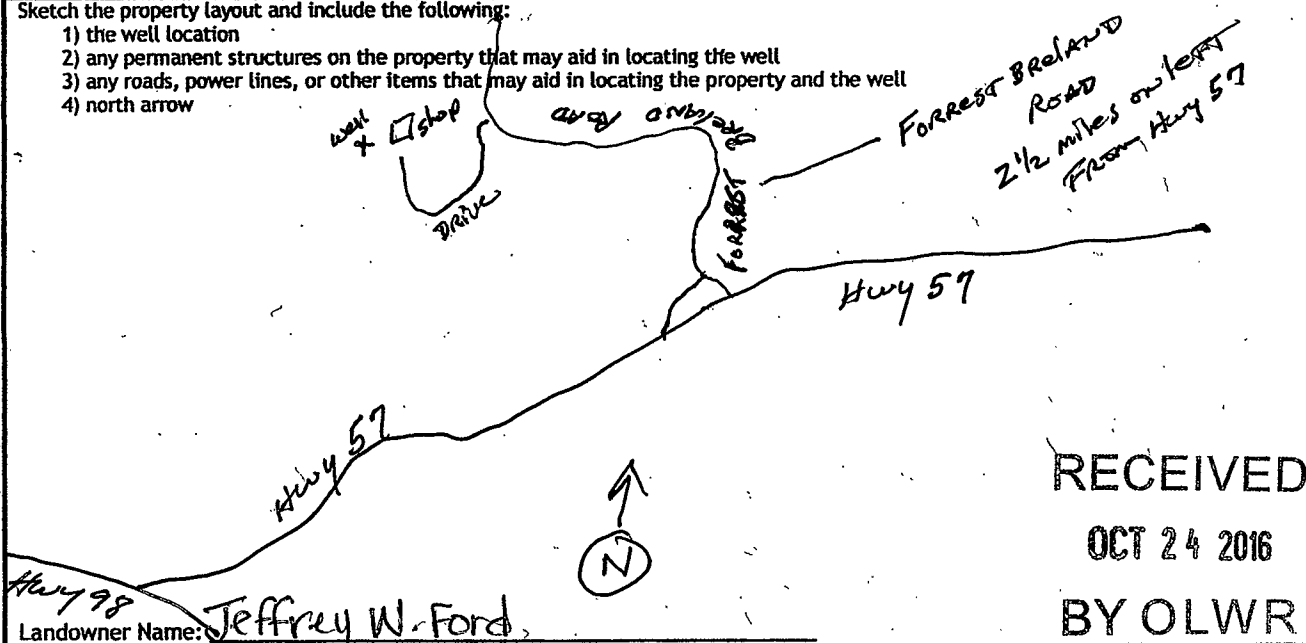 Sketch the property layout and include the following:
1) the well location
2) any permanent structures on the property that may aid in locating the well
3) any roads, power lines, or other items that may aid in locating the property and the well
4) north arrow
well
shop
DRIVE
FORREST
BRELAND
ROAD
FORREST BRELAND
ROAD
2 1/2 miles on left
FROM Hwy 57
Hwy 57
Hwy 57
N
Hwy 98
RECEIVED
OCT 24 2016
BY OLWR
Landowner Name: Jeffrey W. Ford